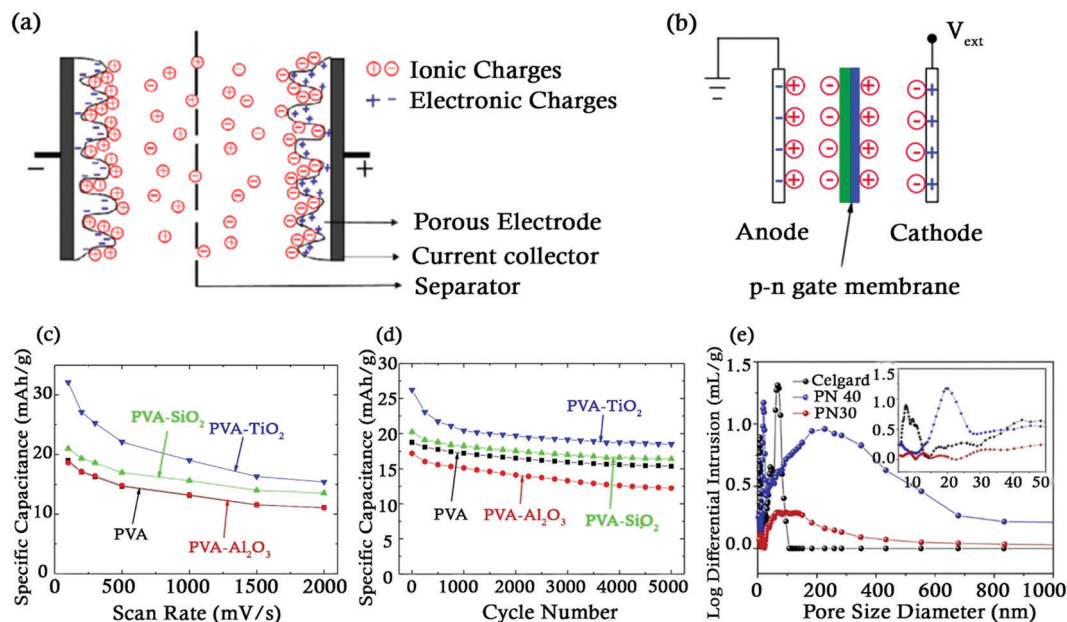 (a)
Ionic Charges
Electronic Charges
Porous Electrode
Current collector
Separator
(b)
V_ext
Anode
Cathode
p-n gate membrane
(c)
Specific Capacitance (mAh/g)
30
20
10
0
PVA-SiO₂
PVA-TiO₂
PVA
PVA-Al₂O₃
0 500 1000 1500 2000
Scan Rate (mV/s)
(d)
Specific Capacitance (mAh/g)
30
25
20
15
10
5
0
PVA-TiO₂
PVA
PVA-Al₂O₃
PVA-SiO₂
0 1000 2000 3000 4000 5000
Cycle Number
(e)
Log Differential Intrusion (mL/g)
1.5
1.0
0.5
0.0
Celgard
PN 40
PN30
1.5
1.0
0.5
0.0
10 20 30 40 50
0 200 400 600 800 1000
Pore Size Diameter (nm)